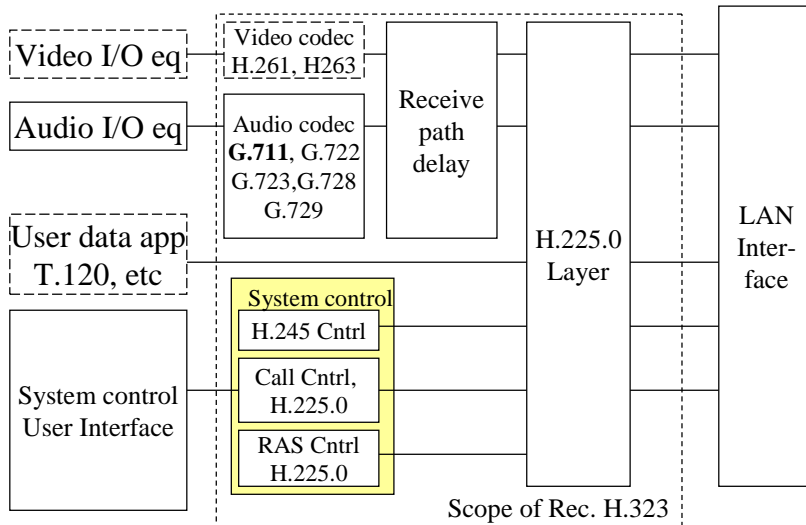 Video I/O eq
Video codec
H.261, H263
Audio I/O eq
Audio codec
G.711, G.722
G.723,G.728
G.729
Receive
path
delay
User data app
T.120, etc
H.225.0
Layer
LAN
Inter-
face
System control
H.245 Cntrl
Call Cntrl,
H.225.0
RAS Cntrl
H.225.0
System control
User Interface
Scope of Rec. H.323